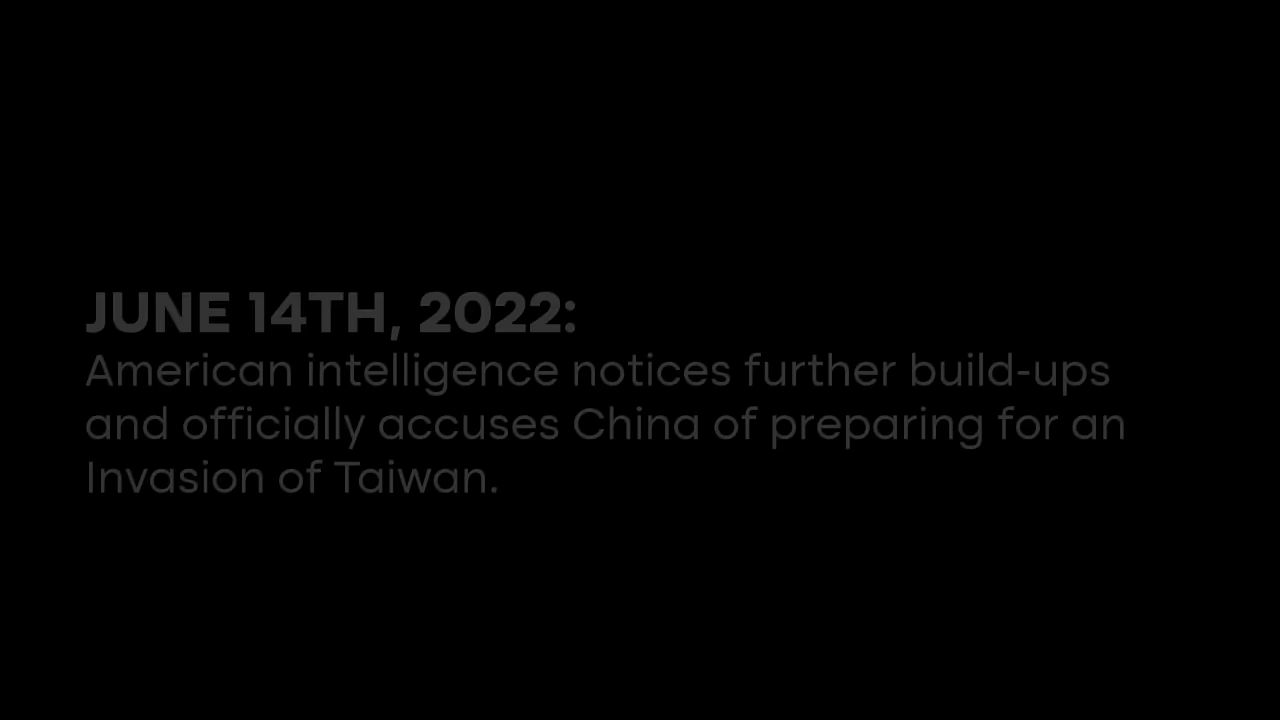 JUNE 14TH, 2022:
American intelligence notices further build-ups
and officially accuses China of preparing for an
Invasion of Taiwan.